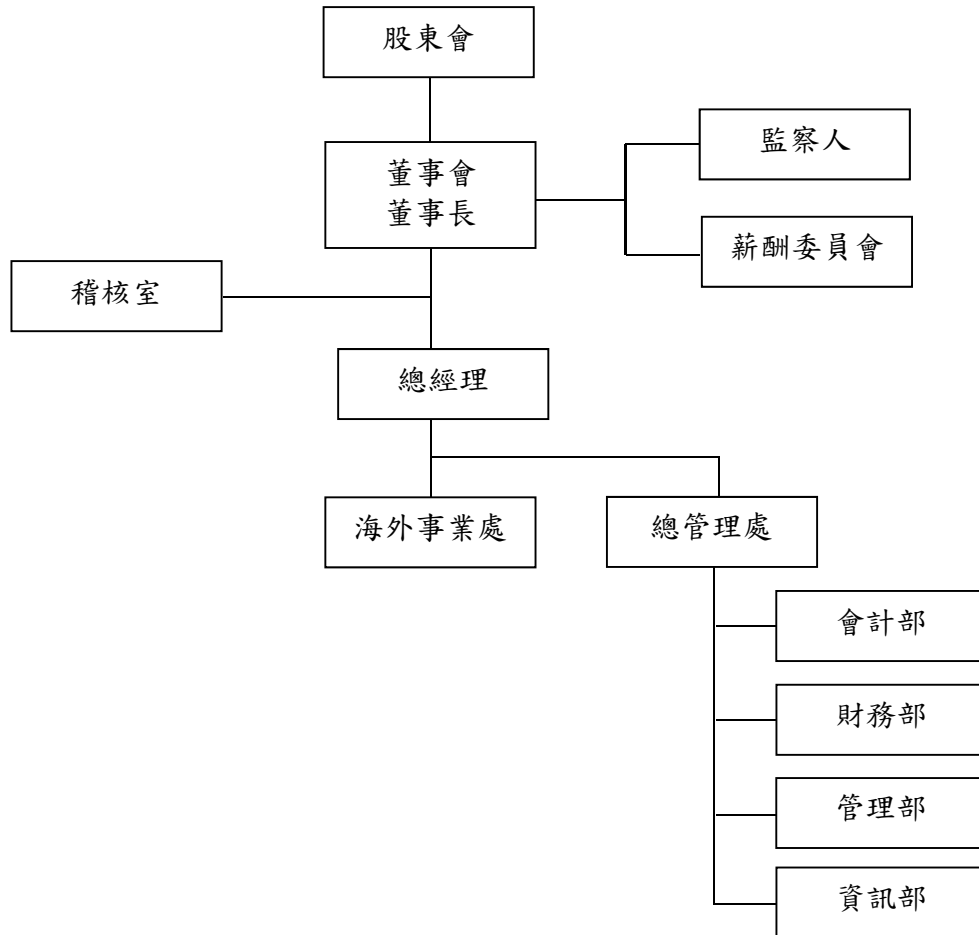 股東會
監察人
董事會
董事長
薪酬委員會
稽核室
總經理
海外事業處
總管理處
會計部
財務部
管理部
資訊部